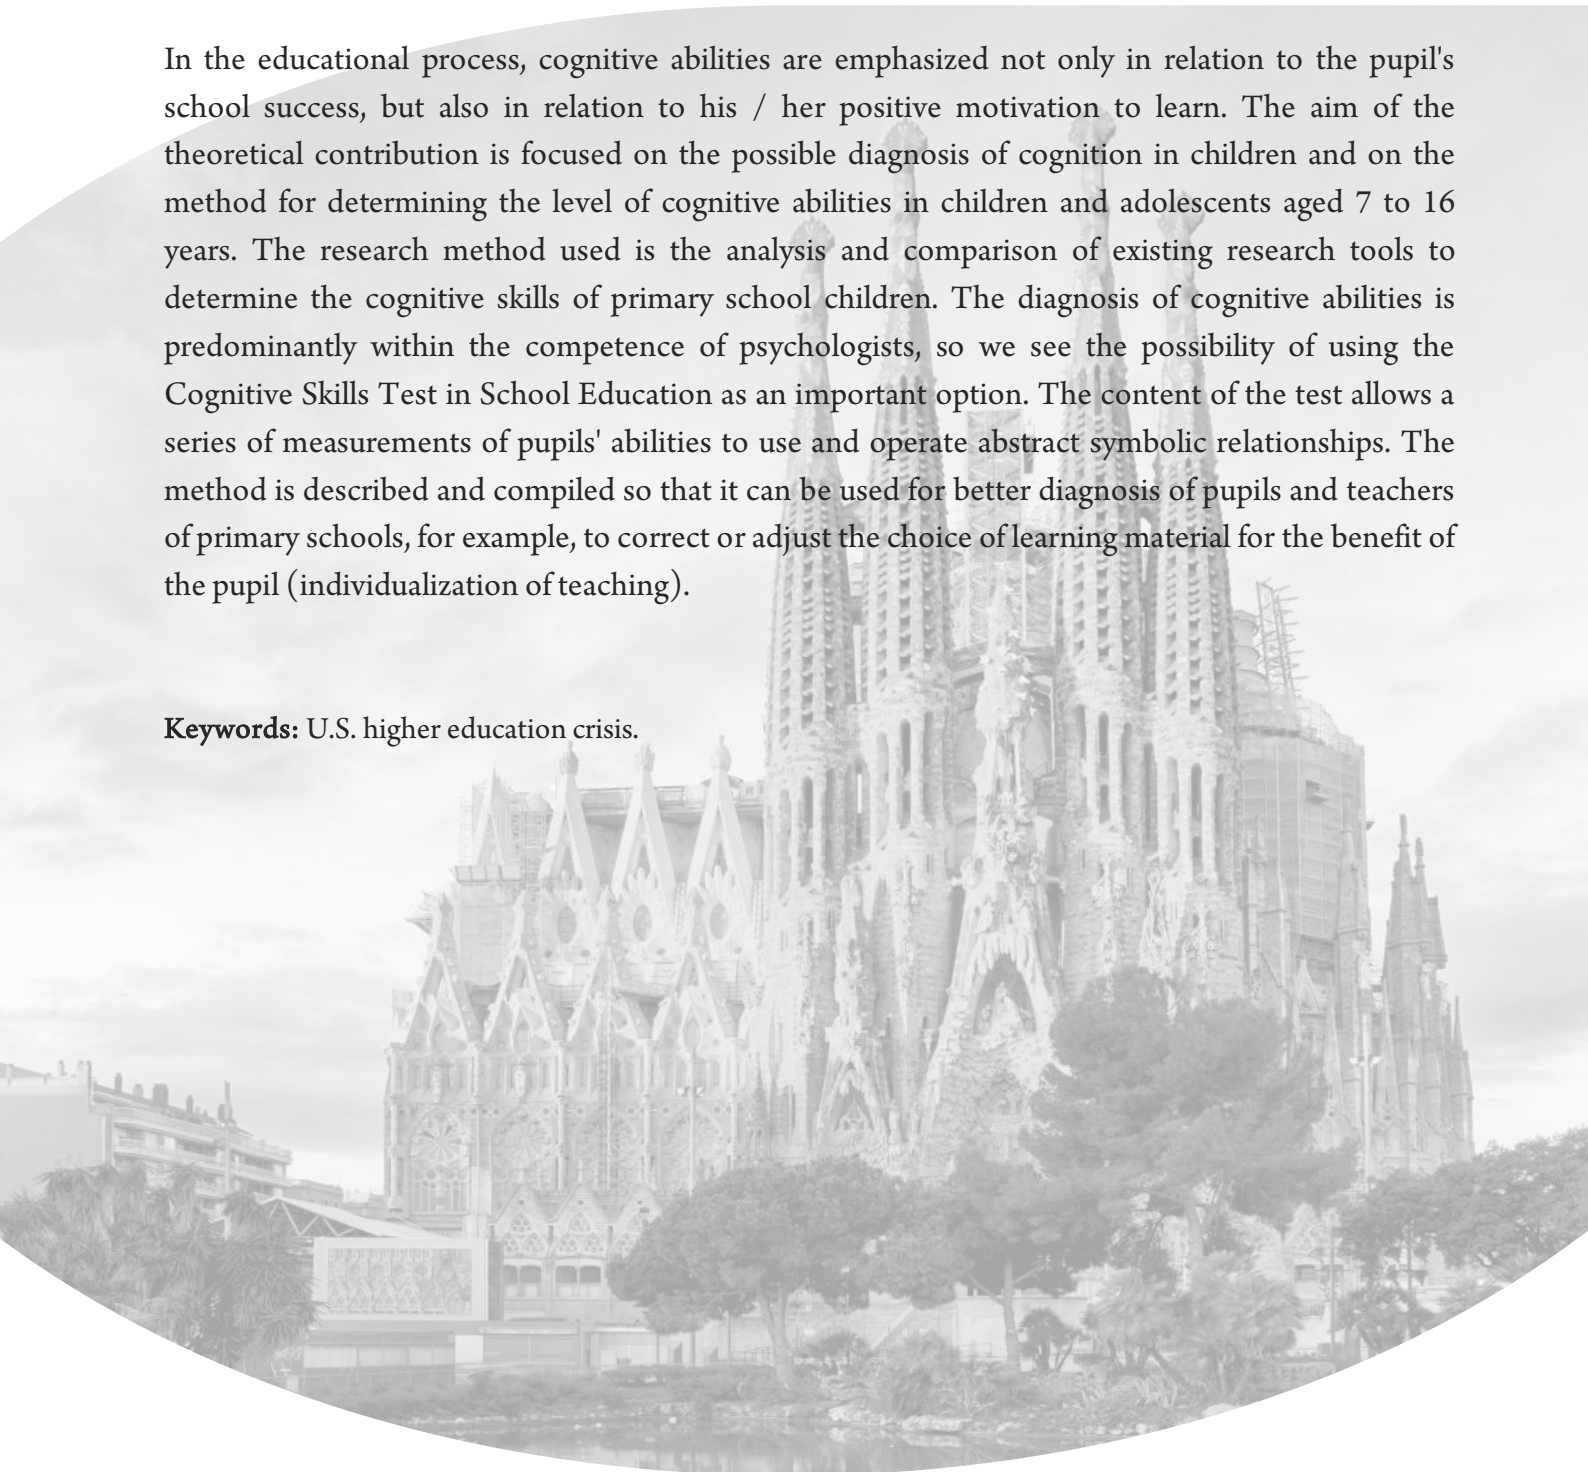 In the educational process, cognitive abilities are emphasized not only in relation to the pupil's
school success, but also in relation to his / her positive motivation to learn. The aim of the
theoretical contribution is focused on the possible diagnosis of cognition in children and on the
method for determining the level of cognitive abilities in children and adolescents aged 7 to 16
years. The research method used is the analysis and comparison of existing research tools to
determine the cognitive skills of primary school children. The diagnosis of cognitive abilities is
predominantly within the competence of psychologists, so we see the possibility of using the
Cognitive Skills Test in School Education as an important option. The content of the test allows a
series of measurements of pupils' abilities to use and operate abstract symbolic relationships. The
method is described and compiled so that it can be used for better diagnosis of pupils and teachers
of primary schools, for example, to correct or adjust the choice of learning material for the benefit of
the pupil (individualization of teaching).
Keywords: U.S. higher education crisis.